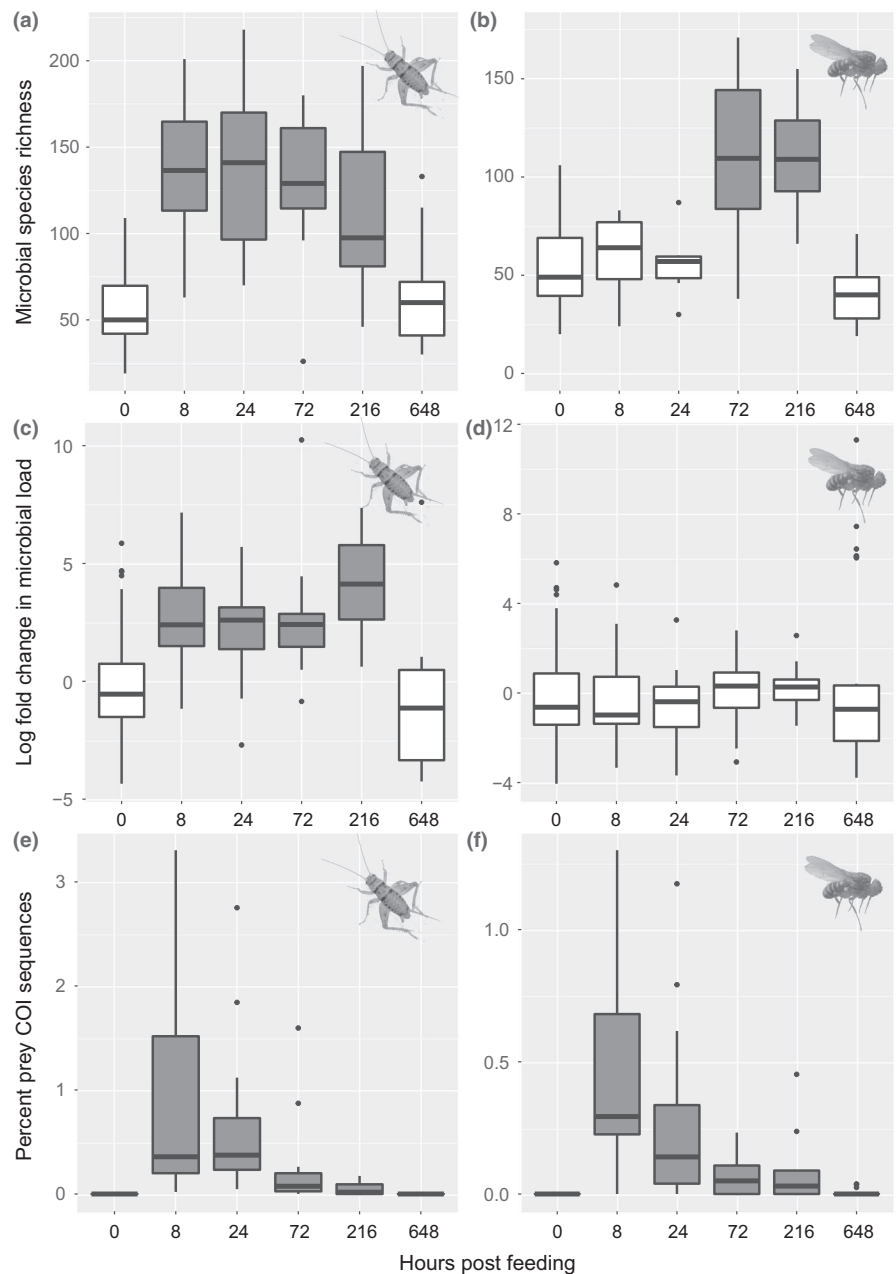 (a)
Microbial species richness
200
150
100
50
0 8 24 72 216 648
(b)
150
100
50
0
0 8 24 72 216 648
(c)
Log fold change in microbial load
10
5
0
−5
0 8 24 72 216 648
(d)
12
8
4
0
−4
0 8 24 72 216 648
(e)
Percent prey COI sequences
3
2
1
0
0 8 24 72 216 648
(f)
1.0
0.5
0.0
0 8 24 72 216 648
Hours post feeding